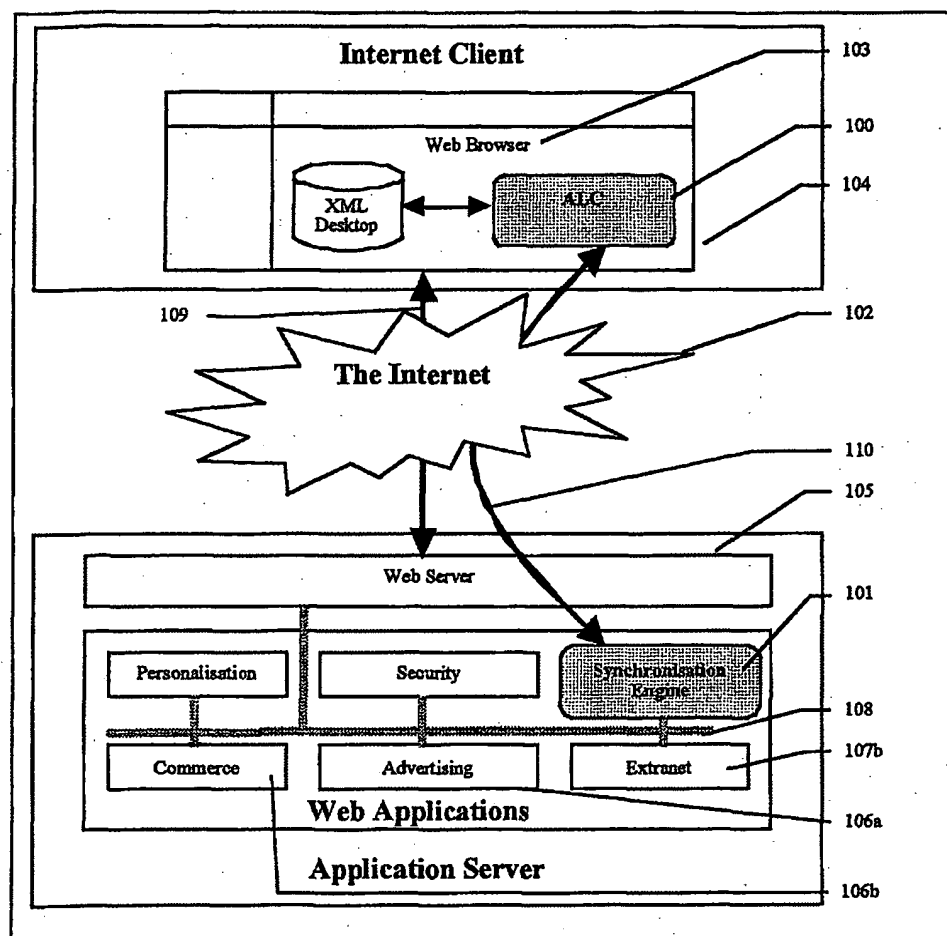 Internet Client
103
Web Browser
100
XML
Desktop
ALC
104
109
102
The Internet
110
105
Web Server
101
Personalisation
Security
Synchronisation
Engine
108
107b
Commerce
Advertising
Extranet
Web Applications
106a
Application Server
106b